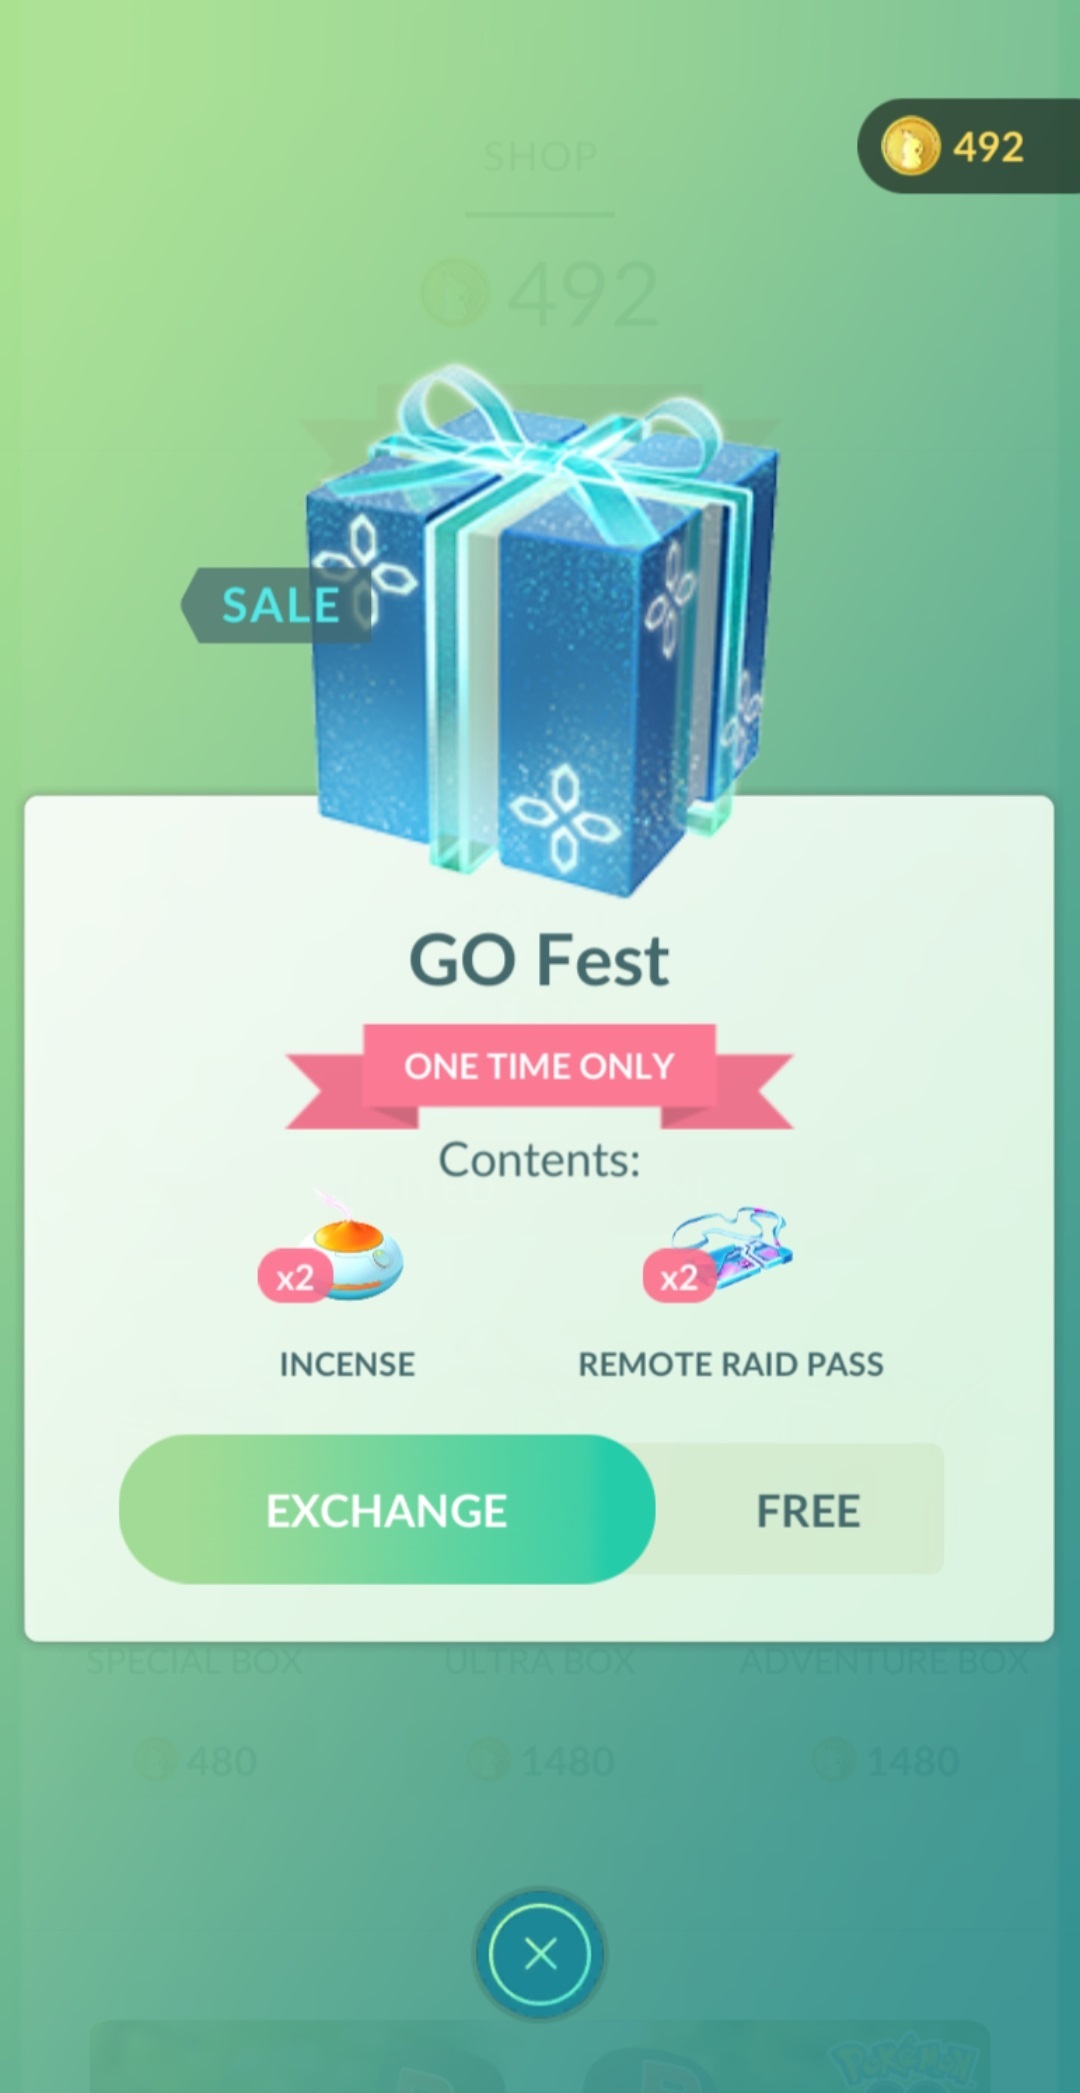 492
SHOP
492
SALE
GO Fest
ONE TIME ONLY
Contents:
x2
x2
INCENSE
REMOTE RAID PASS
EXCHANGE
FREE
SPECIAL BOX
ULTRA BOX
ADVENTURE BOX
480
1480
1480
POKÉMON